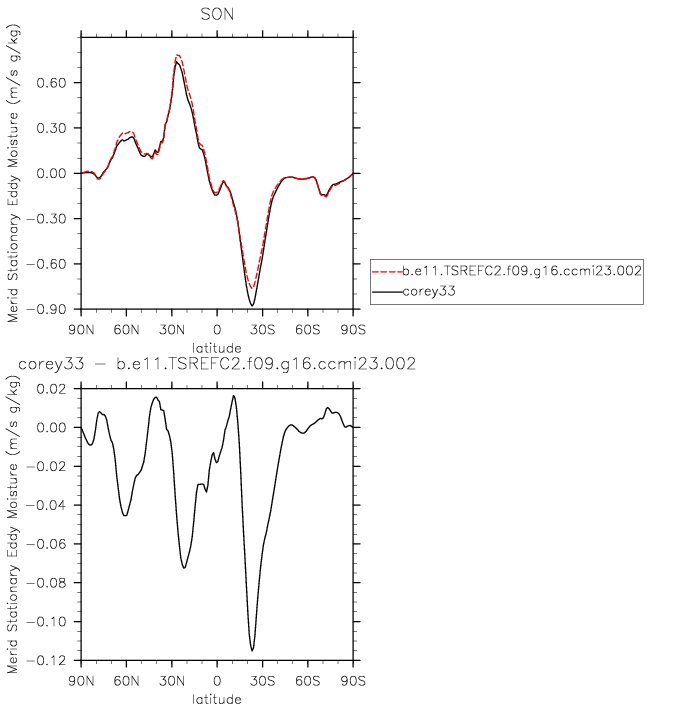 SON
Merid Stationary Eddy Moisture (m/s g/kg)
0.60
0.30
0.00
−0.30
−0.60
−0.90
90N 60N 30N 0 30S 60S 90S
latitude
b.e11.TSREFC2.f09.g16.ccmi23.002
corey33
corey33 − b.e11.TSREFC2.f09.g16.ccmi23.002
Merid Stationary Eddy Moisture (m/s g/kg)
0.02
0.00
−0.02
−0.04
−0.06
−0.08
−0.10
−0.12
90N 60N 30N 0 30S 60S 90S
latitude